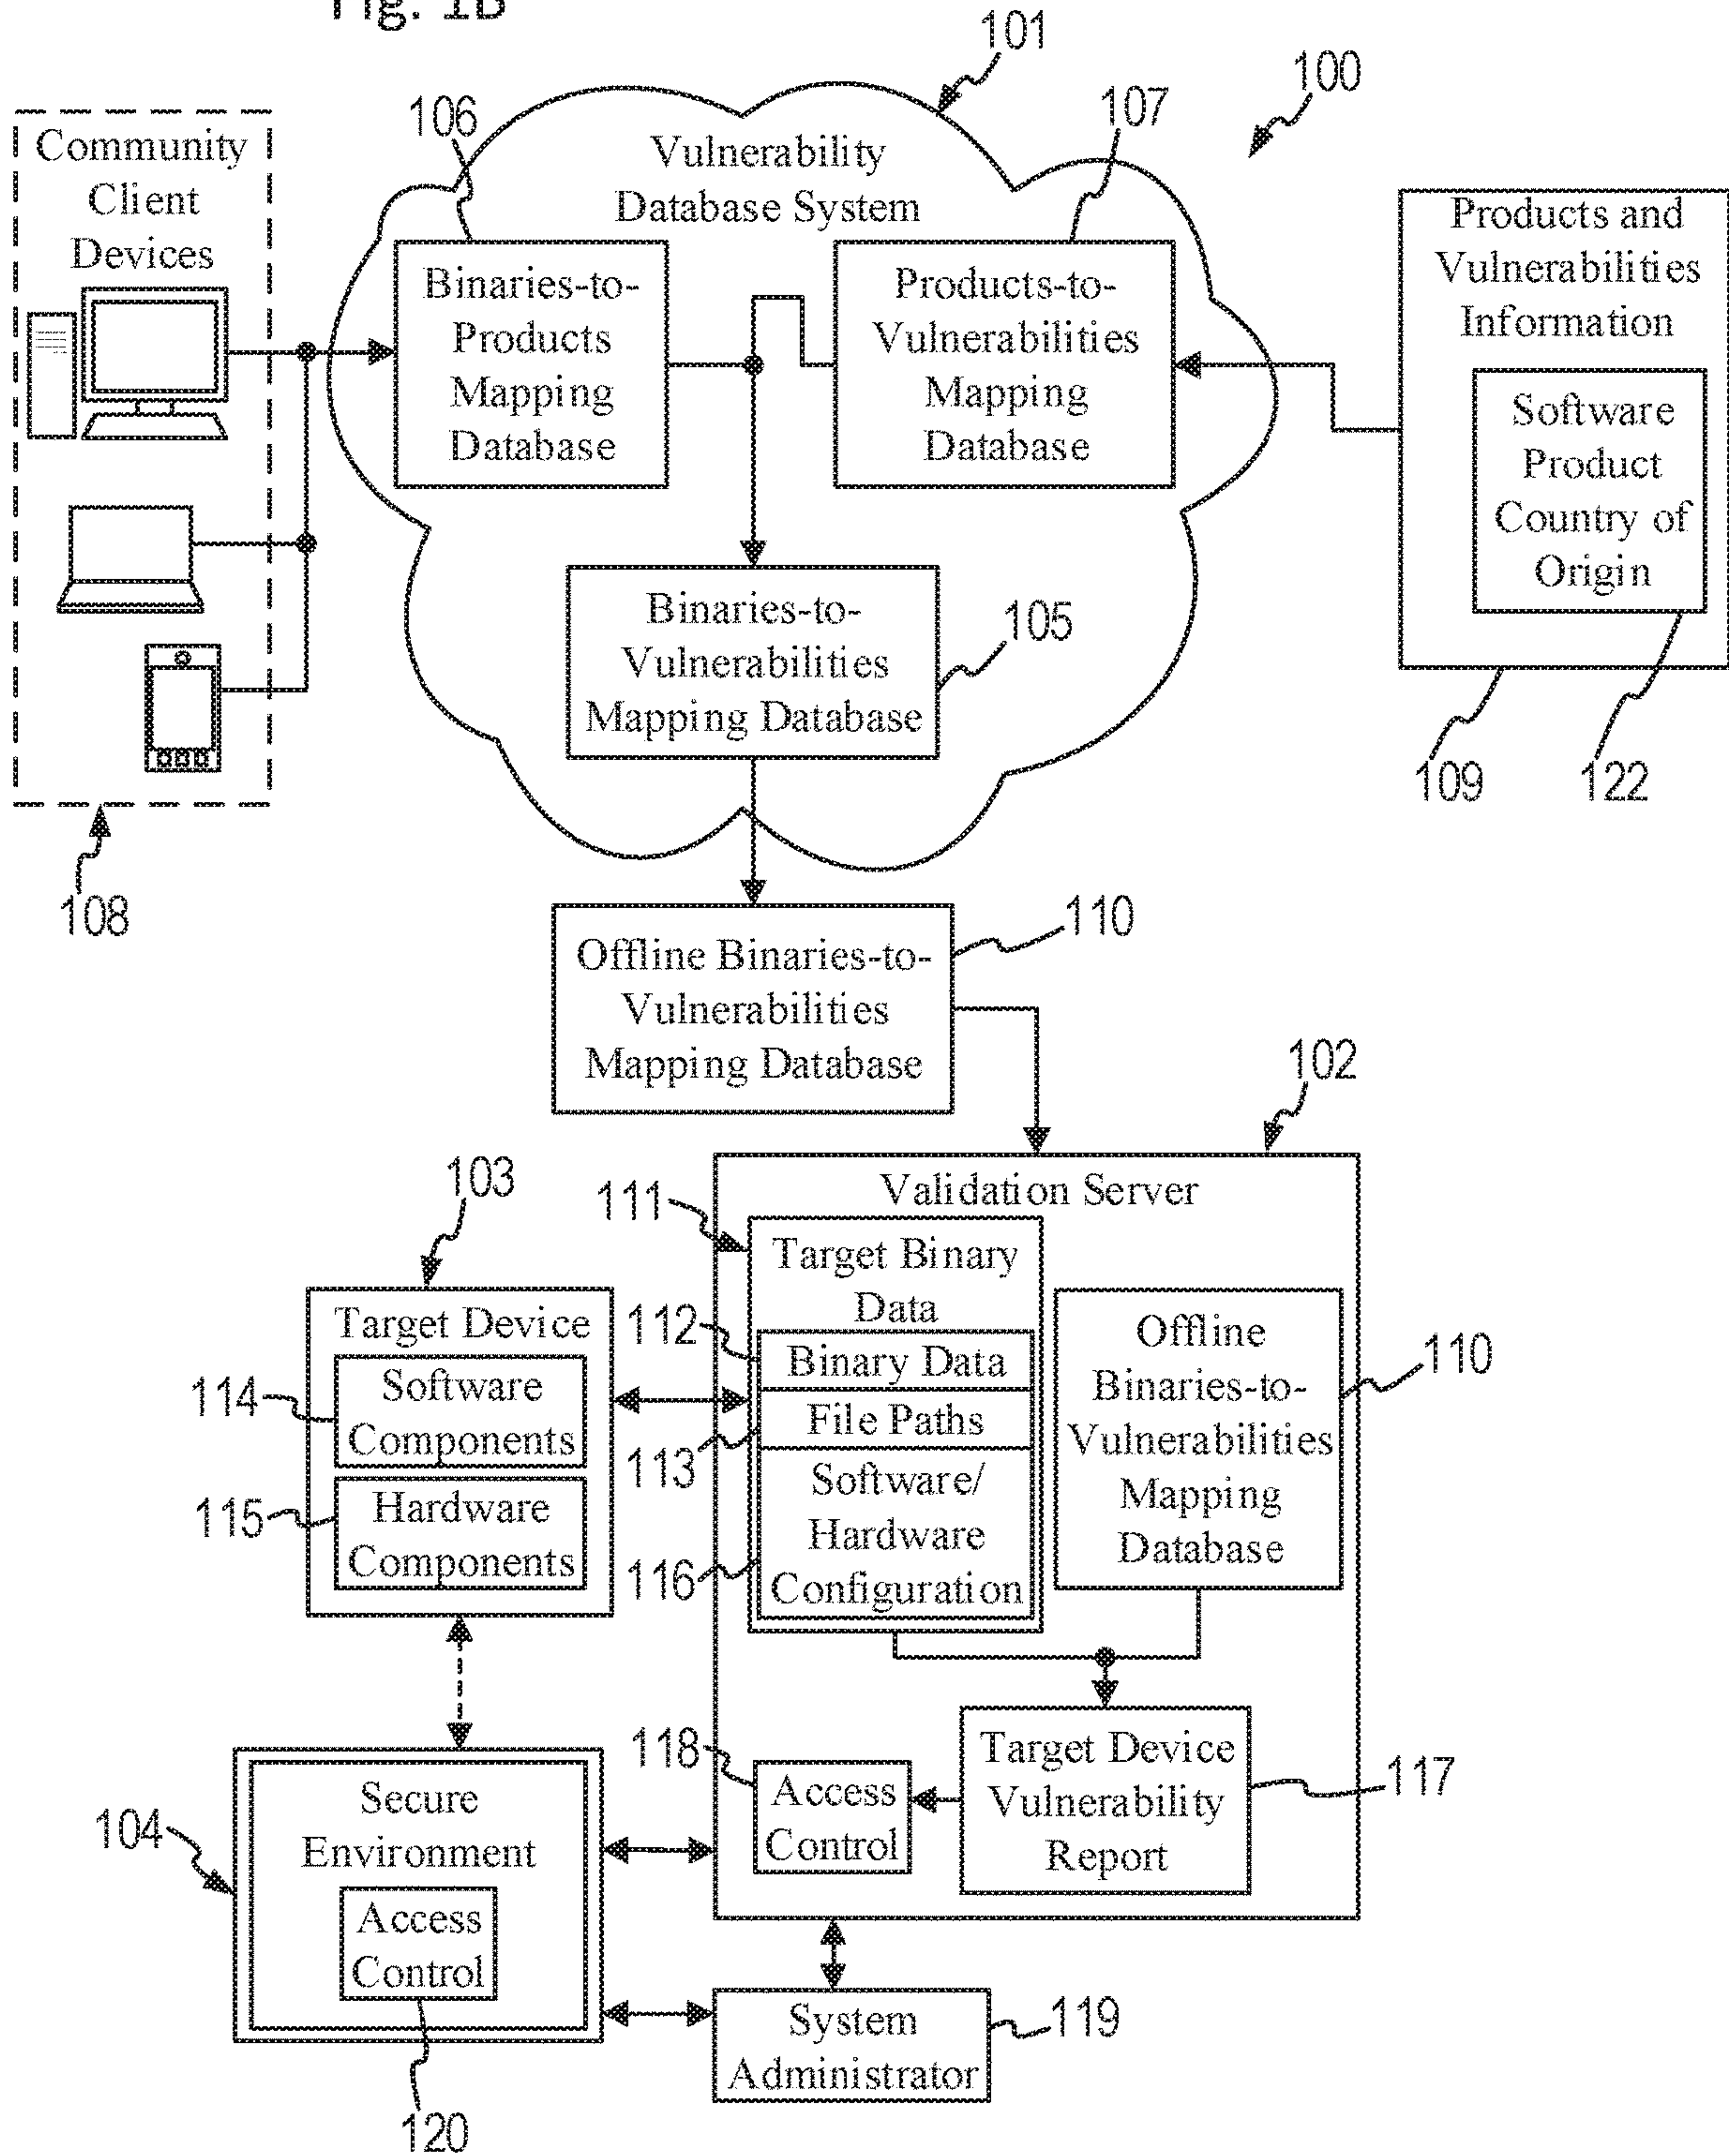 Fig. 1B
101
100
106
107
Community
Client
Devices
Vulnerability
Database System
Binaries-to-
Products
Mapping
Database
Products-to-
Vulnerabilities
Mapping
Database
Products and
Vulnerabilities
Information
Software
Product
Country of
Origin
Binaries-to-
Vulnerabilities
Mapping Database
105
109
122
108
Offline Binaries-to-
Vulnerabilities
Mapping Database
110
102
103
111
Validation Server
Target Binary
Data
112
Binary Data
113
File Paths
116
Software/
Hardware
Configuration
Offline
Binaries-to-
Vulnerabilities
Mapping
Database
110
Target Device
114
Software
Components
115
Hardware
Components
118
Access
Control
Target Device
Vulnerability
Report
117
104
Secure
Environment
Access
Control
120
System
Administrator
119